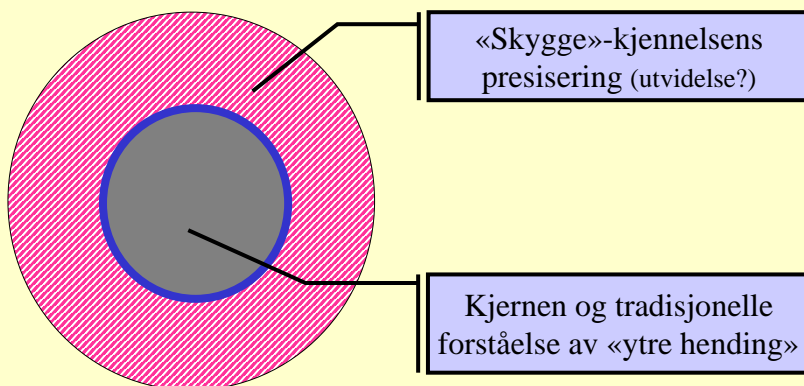 «Skygge»-kjennelsens
presisering (utvidelse?)
Kjernen og tradisjonelle
forståelse av «ytre hending»